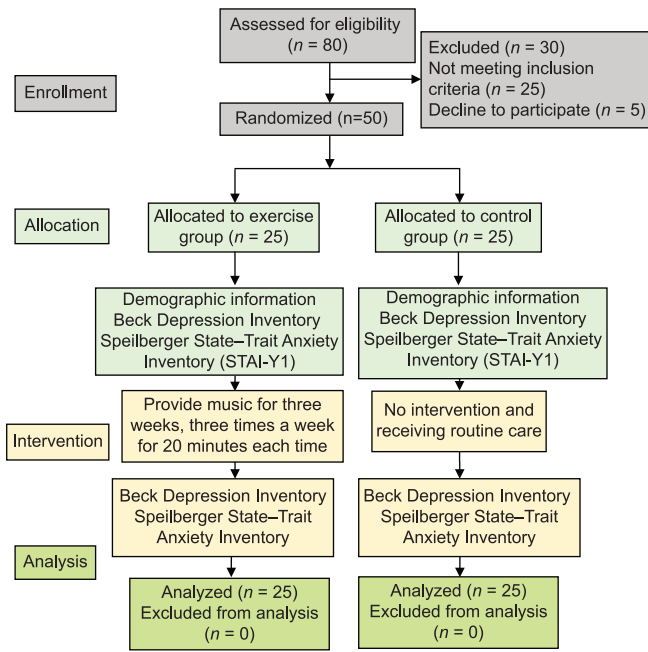 Assessed for eligibility
(n = 80)
Excluded (n = 30)
Not meeting inclusion
criteria (n = 25)
Decline to participate (n = 5)
Enrollment
Randomized (n=50)
Allocation
Allocated to exercise
group (n = 25)
Allocated to control
group (n = 25)
Demographic information
Beck Depression Inventory
Speilberger State–Trait Anxiety
Inventory (STAI-Y1)
Demographic information
Beck Depression Inventory
Speilberger State–Trait Anxiety
Inventory (STAI-Y1)
Intervention
Provide music for three
weeks, three times a week
for 20 minutes each time
No intervention and
receiving routine care
Beck Depression Inventory
Speilberger State–Trait
Anxiety Inventory
Beck Depression Inventory
Speilberger State–Trait
Anxiety Inventory
Analysis
Analyzed (n = 25)
Excluded from analysis
(n = 0)
Analyzed (n = 25)
Excluded from analysis
(n = 0)